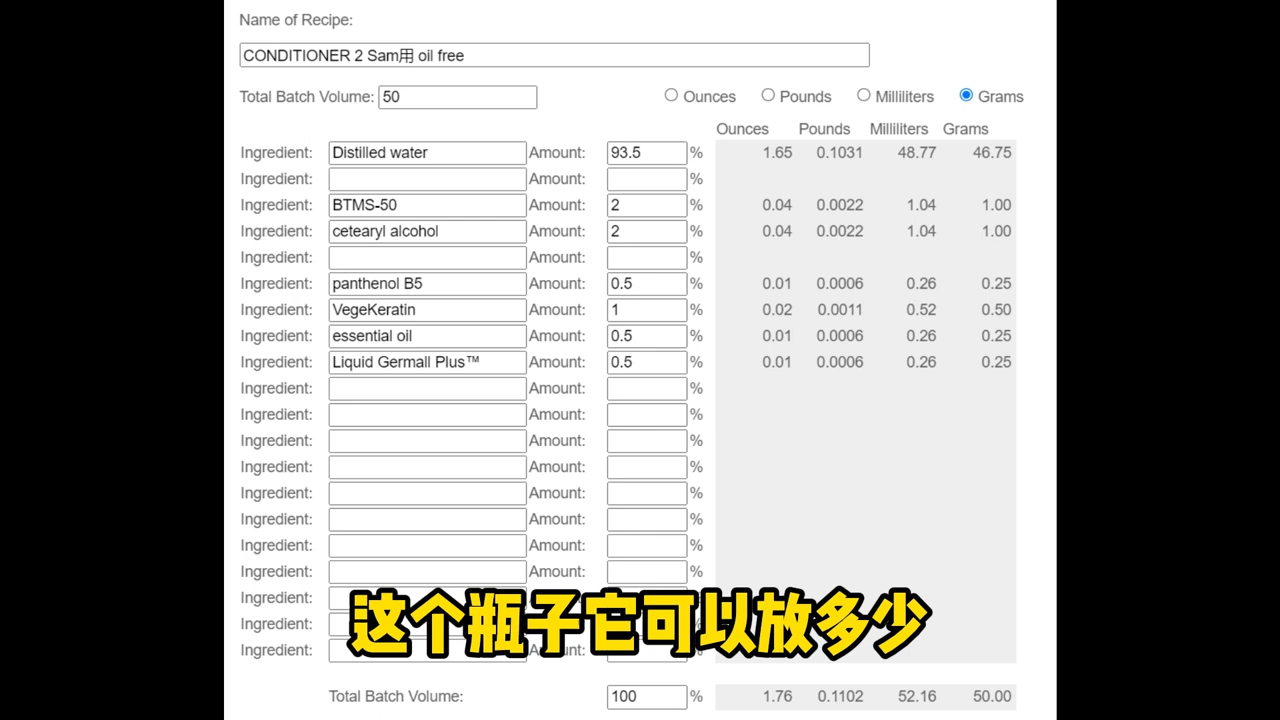 Name of Recipe:
CONDITIONER 2 Sam用 oil free
Total Batch Volume: 50 Ounces Pounds Milliliters Grams
Ounces Pounds Milliliters Grams
Ingredient: Distilled water Amount: 93.5 % 1.65 0.1031 48.77 46.75
Ingredient: Amount: %
Ingredient: BTMS-50 Amount: 2 % 0.04 0.0022 1.04 1.00
Ingredient: cetearyl alcohol Amount: 2 % 0.04 0.0022 1.04 1.00
Ingredient: Amount: %
Ingredient: panthenol B5 Amount: 0.5 % 0.01 0.0006 0.26 0.25
Ingredient: VegeKeratin Amount: 1 % 0.02 0.0011 0.52 0.50
Ingredient: essential oil Amount: 0.5 % 0.01 0.0006 0.26 0.25
Ingredient: Liquid Germall Plus™ Amount: 0.5 % 0.01 0.0006 0.26 0.25
Ingredient: Amount: %
Ingredient: Amount: %
Ingredient: Amount: %
Ingredient: Amount: %
Ingredient: Amount: %
Ingredient: Amount: %
Ingredient: Amount: %
Ingredient: Amount: %
Ingredient:
Ingredient:
这个瓶子它可以放多少
Ingredient:
Total Batch Volume: 100 % 1.76 0.1102 52.16 50.00